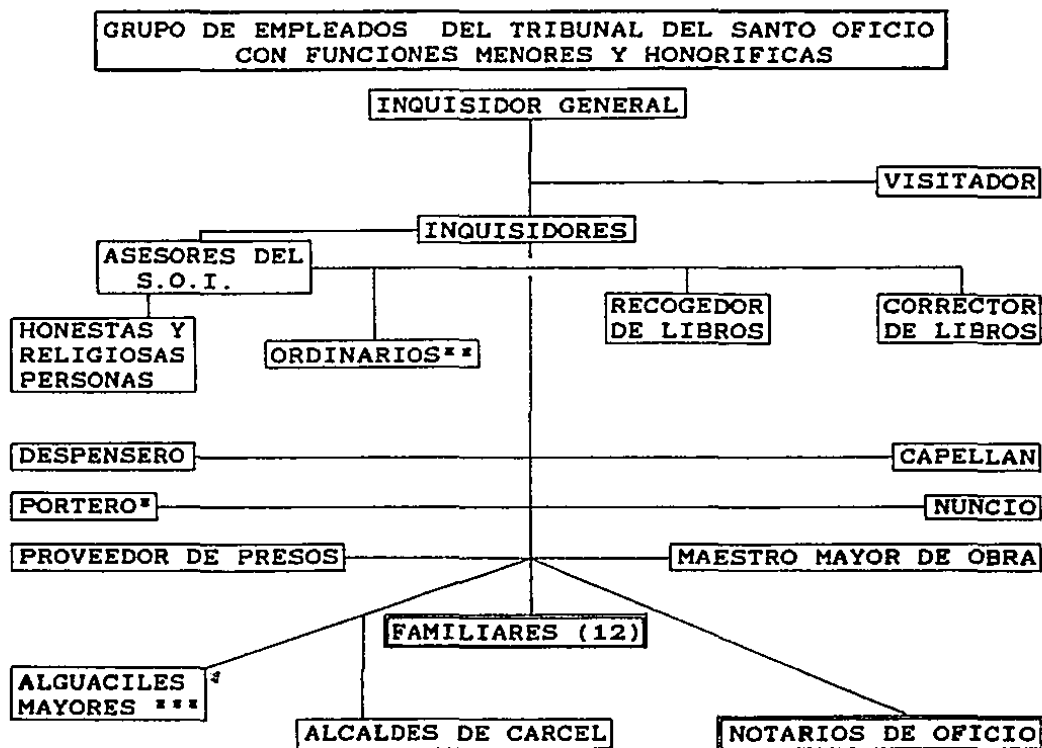 GRUPO DE EMPLEADOS DEL TRIBUNAL DEL SANTO OFICIO
CON FUNCIONES MENORES Y HONORIFICAS
INQUISIDOR GENERAL
VISITADOR
INQUISIDORES
ASESORES DEL
S.O.I.
HONESTAS Y
RELIGIOSAS
PERSONAS
ORDINARIOS**
RECOGEDOR
DE LIBROS
CORRECTOR
DE LIBROS
DESPENSERO
CAPELLAN
PORTERO*
NUNCIO
PROVEEDOR DE PRESOS
MAESTRO MAYOR DE OBRA
FAMILIARES (12)
ALGUACILES
MAYORES ***
ALCALDES DE CARCEL
NOTARIOS DE OFICIO